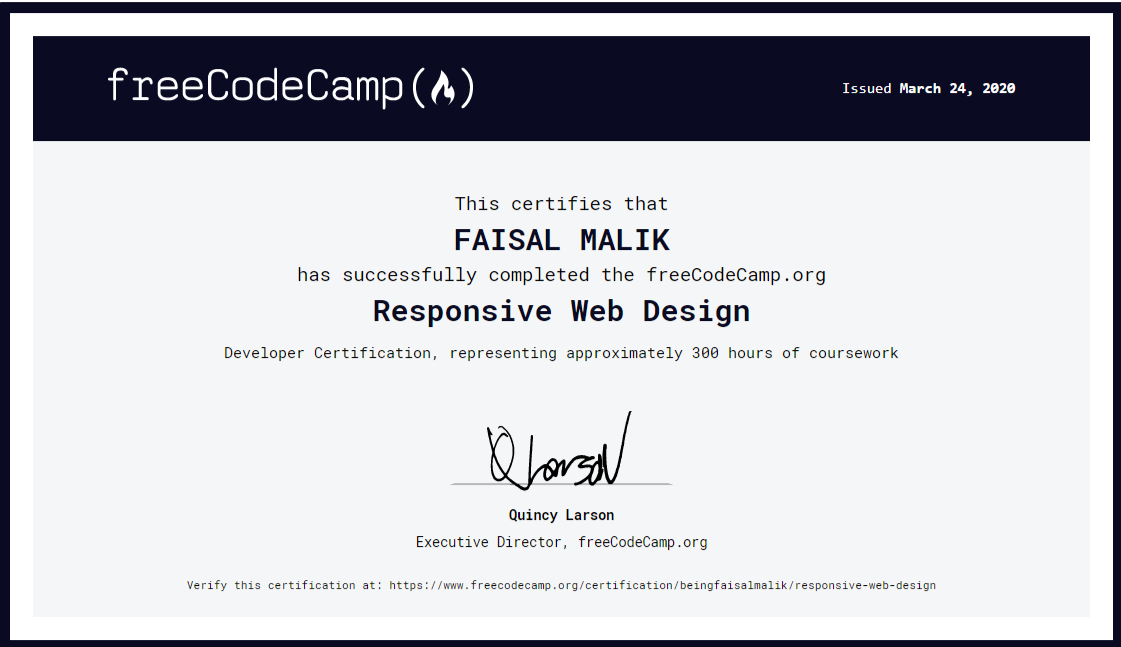 freeCodeCamp(🔥)
Issued March 24, 2020
This certifies that
FAISAL MALIK
has successfully completed the freeCodeCamp.org
Responsive Web Design
Developer Certification, representing approximately 300 hours of coursework
Q Larson
Quincy Larson
Executive Director, freeCodeCamp.org
Verify this certification at: https://www.freecodecamp.org/certification/beingfaisalmalik/responsive-web-design